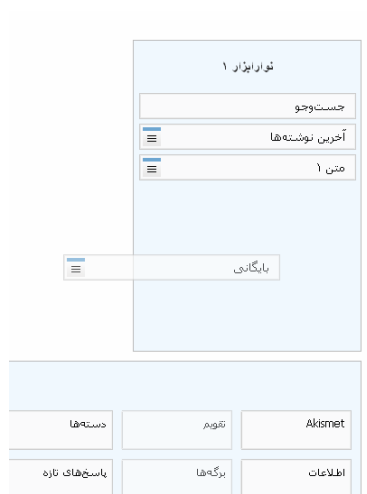 نوارابزار ۱
جست‌وجو
آخرین نوشته‌ها
متن ۱
بایگانی
Akismet تقویم دسته‌ها
اطلاعات برگه‌ها پاسخ‌های تازه